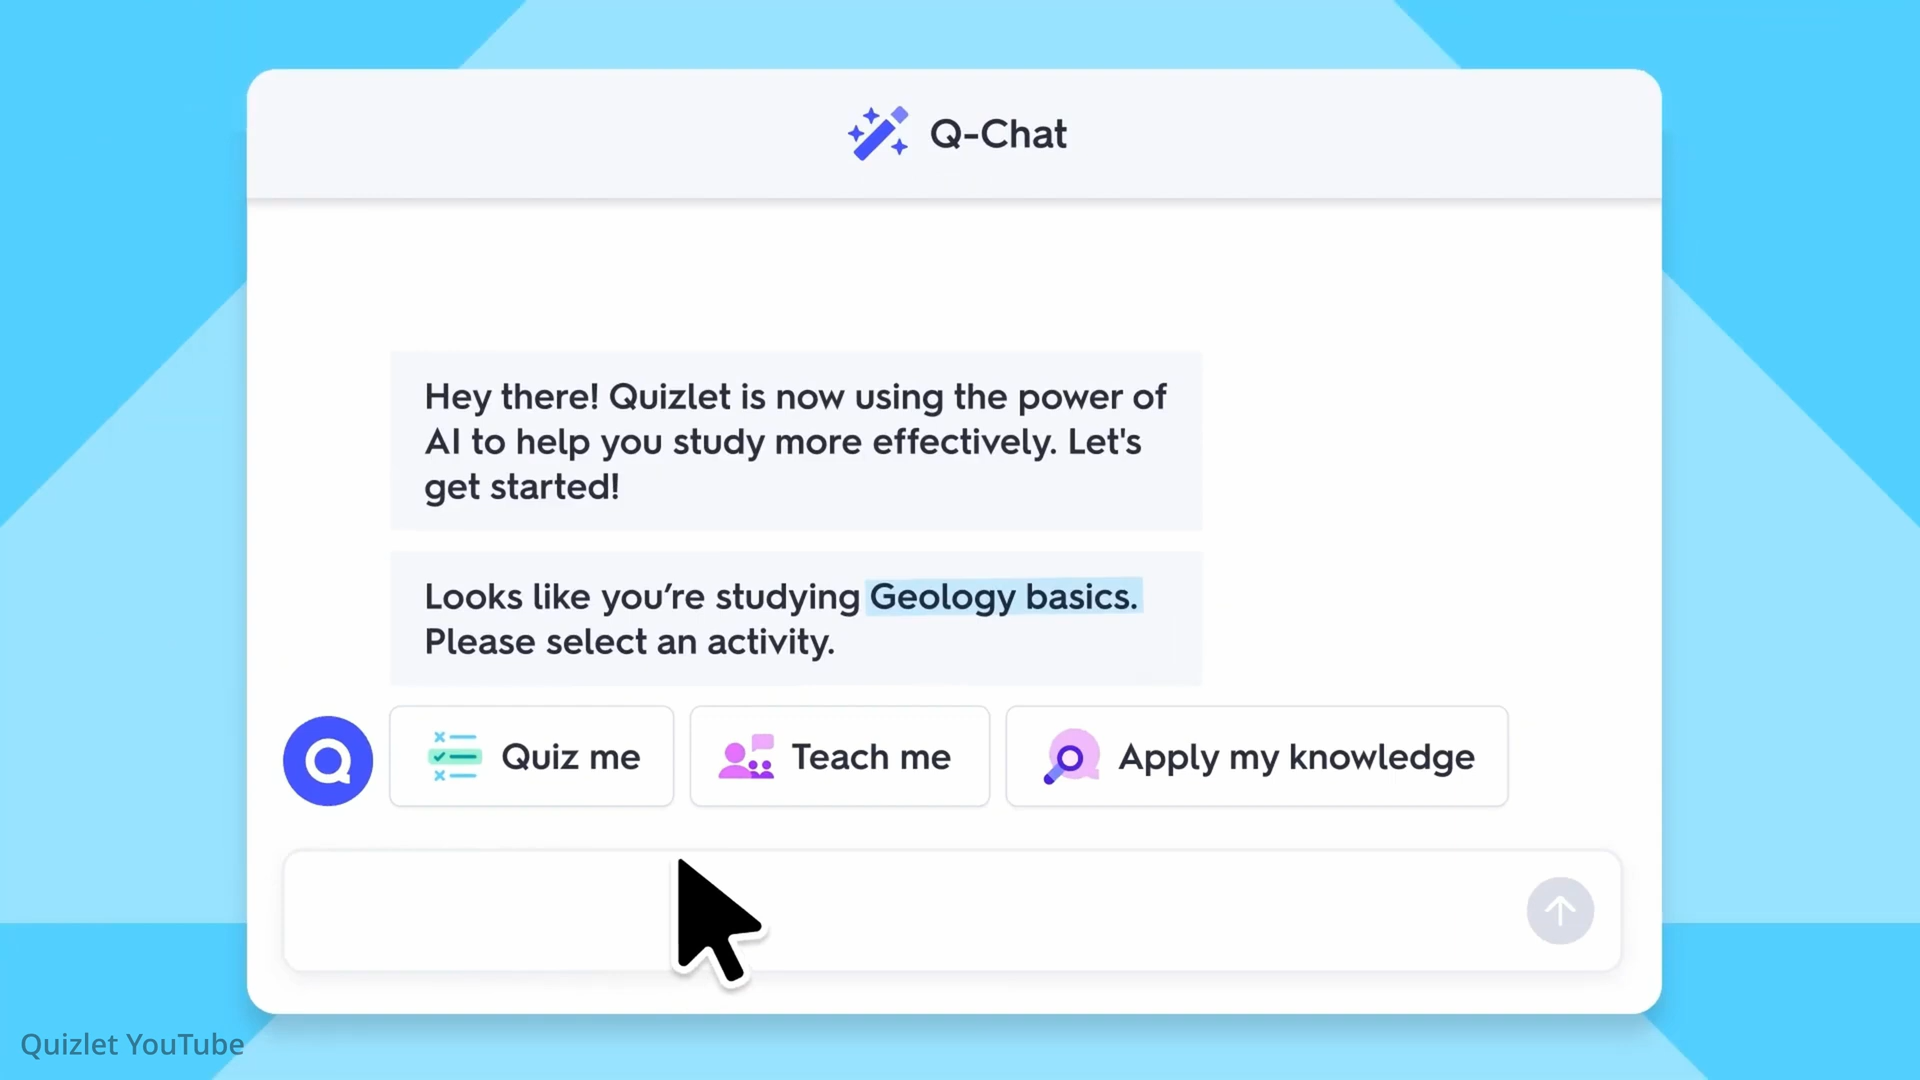 Q-Chat
Hey there! Quizlet is now using the power of
AI to help you study more effectively. Let's
get started!
Looks like you’re studying Geology basics.
Please select an activity.
Quiz me
Teach me
Apply my knowledge
Quizlet YouTube